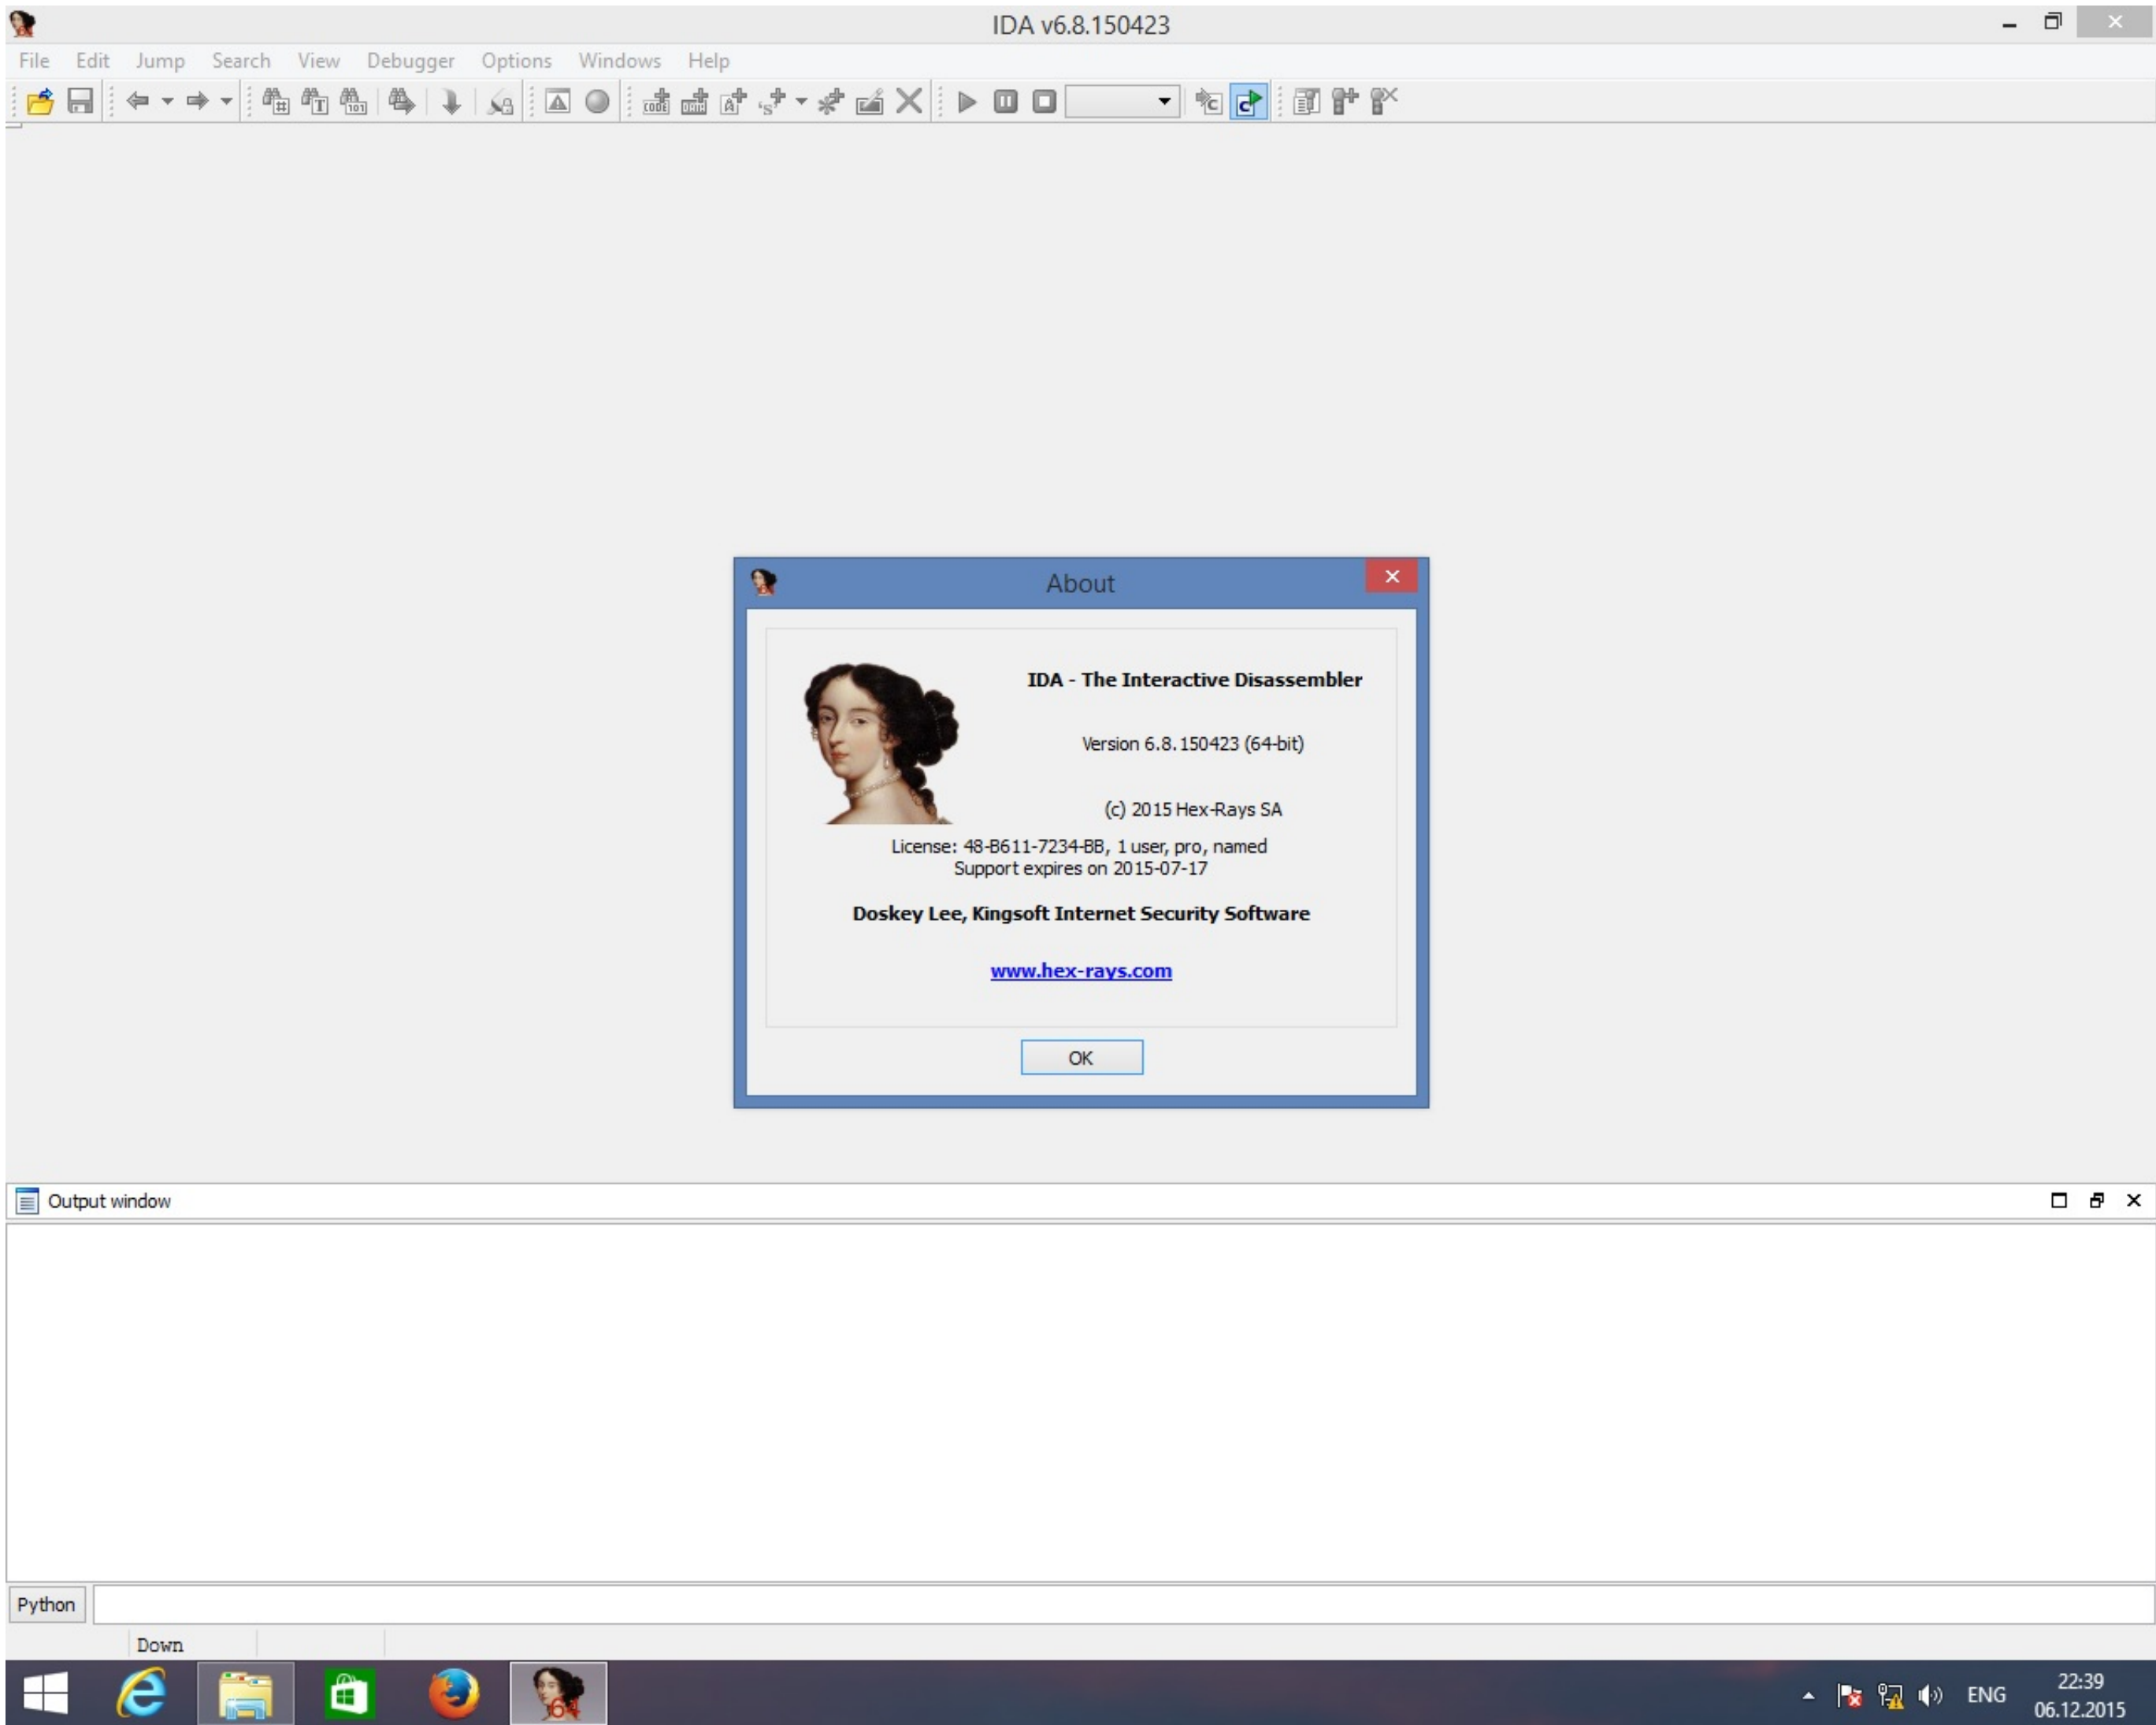 IDA v6.8.150423
File Edit Jump Search View Debugger Options Windows Help
About
IDA - The Interactive Disassembler
Version 6.8.150423 (64-bit)
(c) 2015 Hex-Rays SA
License: 48-B611-7234-BB, 1 user, pro, named
Support expires on 2015-07-17
Doskey Lee, Kingsoft Internet Security Software
www.hex-rays.com
OK
Output window
Python
Down
64
ENG
22:39
06.12.2015